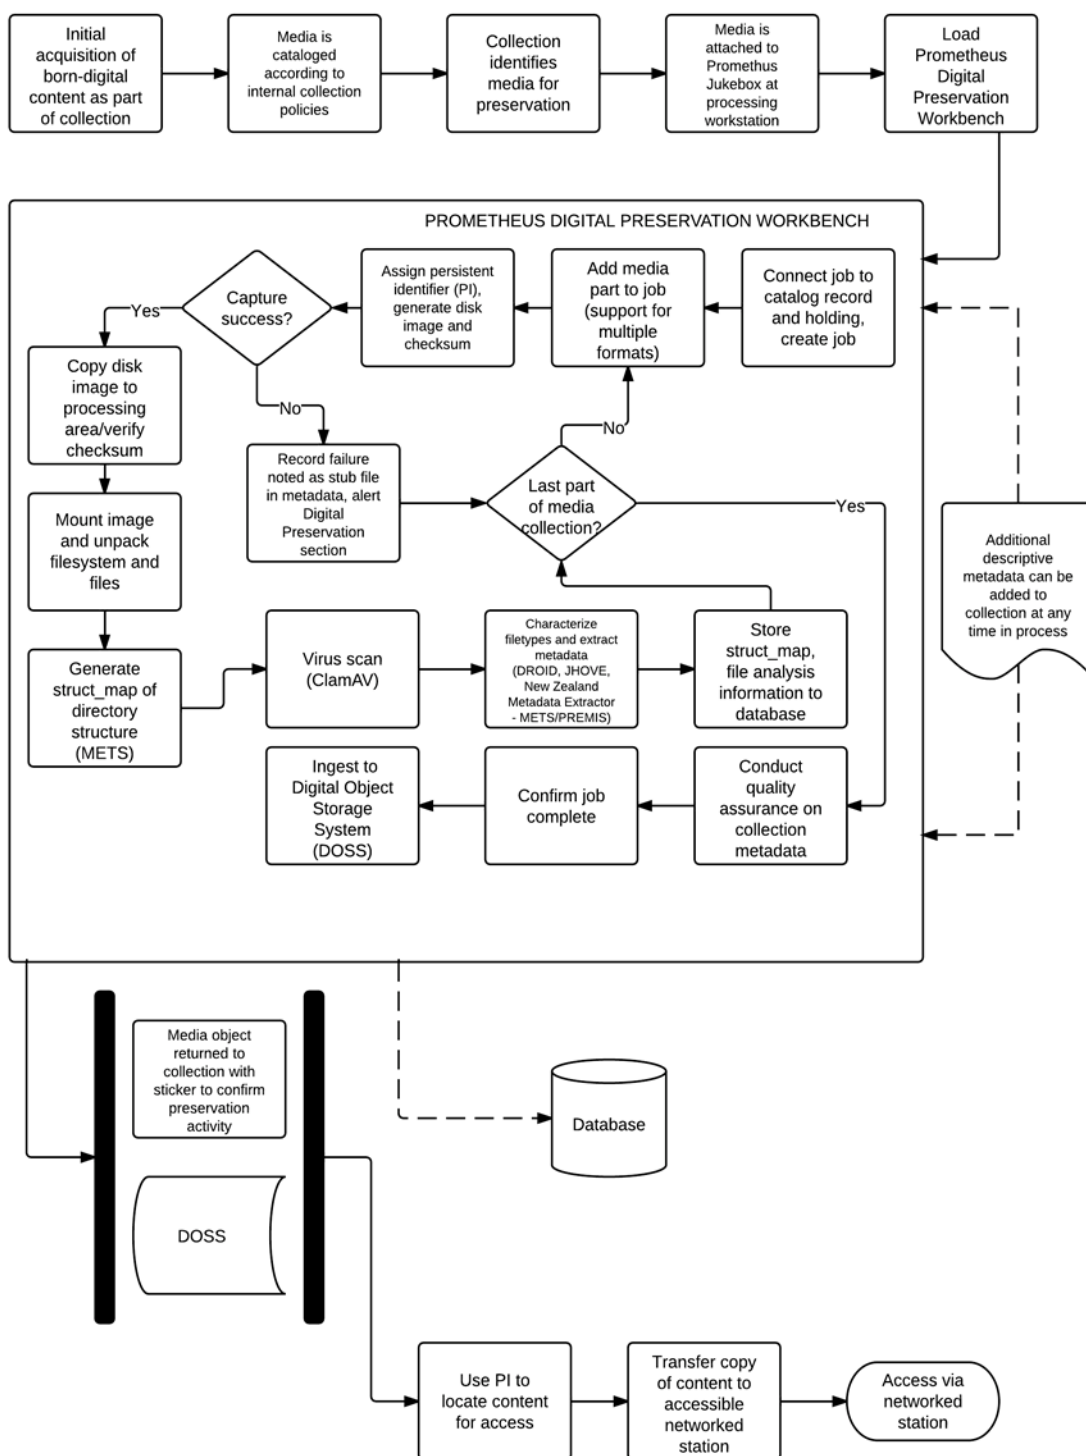 Initial
acquisition of
born-digital
content as part
of collection
Media is
cataloged
according to
internal collection
policies
Collection
identifies
media for
preservation
Media is
attached to
Promethus
Jukebox at
processing
workstation
Load
Prometheus
Digital
Preservation
Workbench
PROMETHEUS DIGITAL PRESERVATION WORKBENCH
Connect job to
catalog record
and holding,
create job
Add media
part to job
(support for
multiple
formats)
Assign persistent
identifier (PI),
generate disk
image and
checksum
Capture
success?
Yes
No
Copy disk
image to
processing
area/verify
checksum
Record failure
noted as stub file
in metadata, alert
Digital
Preservation
section
Last part
of media
collection?
No
Yes
Additional
descriptive
metadata can be
added to
collection at any
time in process
Mount image
and unpack
filesystem and
files
Generate
struct_map of
directory
structure
(METS)
Virus scan
(ClamAV)
Characterize
filetypes and extract
metadata
(DROID, JHOVE,
New Zealand
Metadata Extractor
- METS/PREMIS)
Store
struct_map,
file analysis
information to
database
Ingest to
Digital Object
Storage
System
(DOSS)
Confirm job
complete
Conduct
quality
assurance on
collection
metadata
Media object
returned to
collection with
sticker to confirm
preservation
activity
DOSS
Database
Use PI to
locate content
for access
Transfer copy
of content to
accessible
networked
station
Access via
networked
station